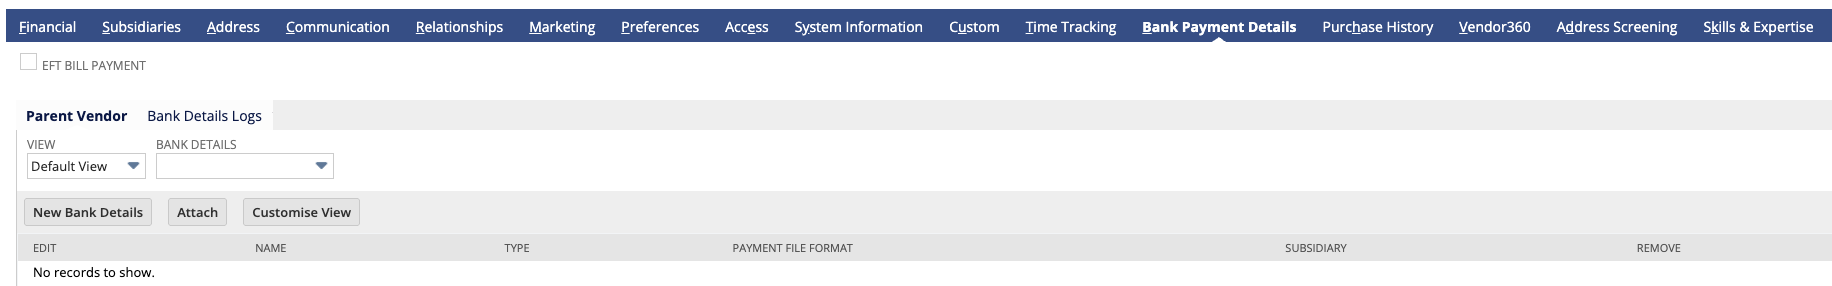 Financial Subsidiaries Address Communication Relationships Marketing Preferences Access System Information Custom Time Tracking Bank Payment Details Purchase History Vendor360 Address Screening Skills & Expertise
EFT BILL PAYMENT
Parent Vendor Bank Details Logs
VIEW BANK DETAILS
Default View
New Bank Details Attach Customise View
EDIT NAME TYPE PAYMENT FILE FORMAT SUBSIDIARY REMOVE
No records to show.